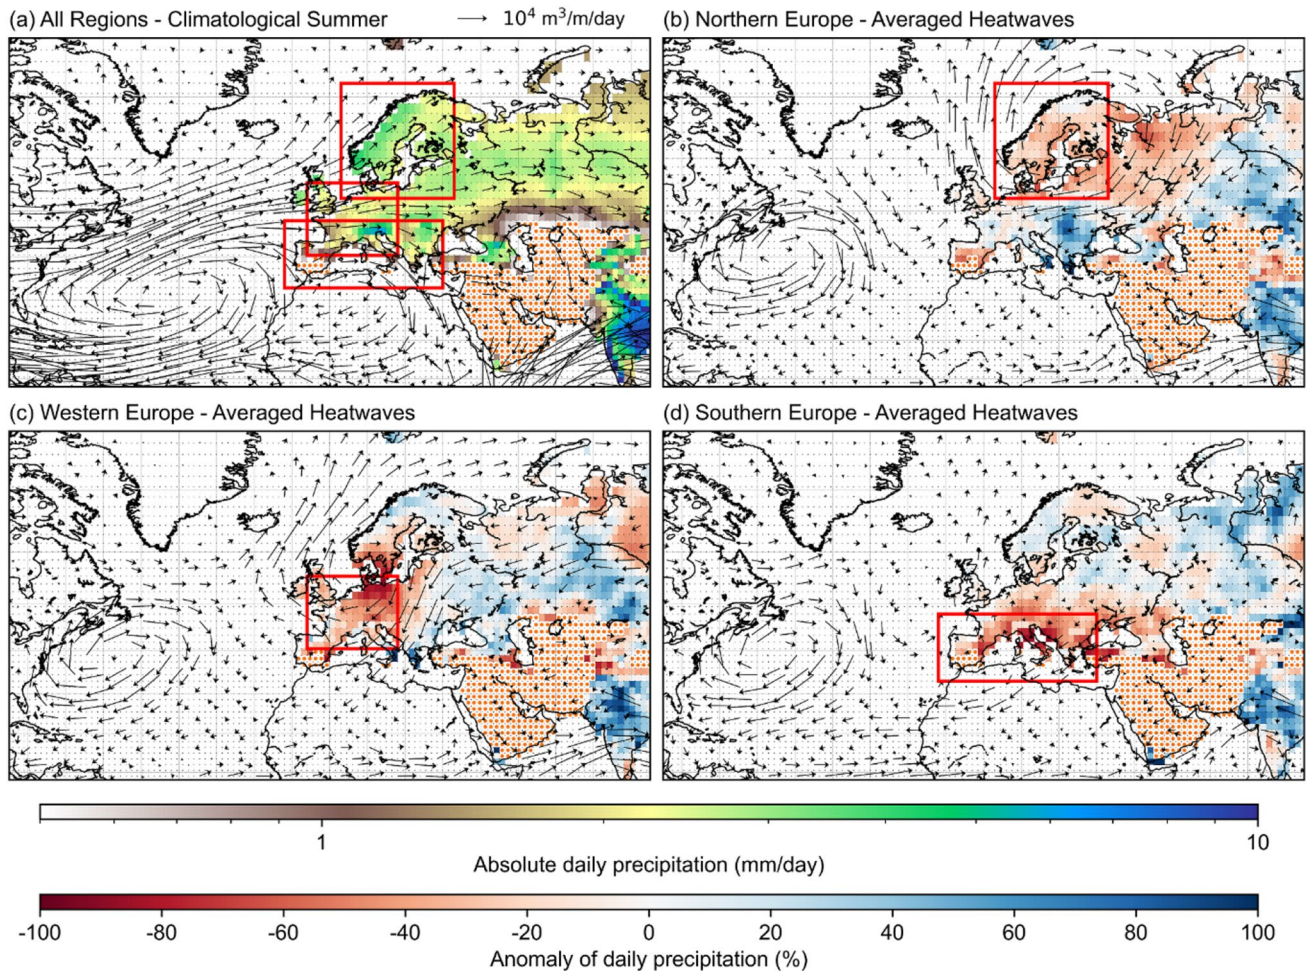 (a) All Regions - Climatological Summer
10⁴ m³/m/day
(b) Northern Europe - Averaged Heatwaves
(c) Western Europe - Averaged Heatwaves
(d) Southern Europe - Averaged Heatwaves
1 10
Absolute daily precipitation (mm/day)
-100 -80 -60 -40 -20 0 20 40 60 80 100
Anomaly of daily precipitation (%)